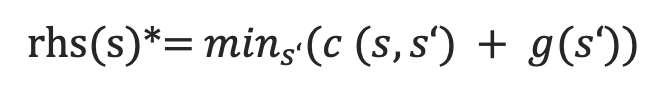 rhs(s)*= min_s‘(c (s,s‘) + g(s‘))